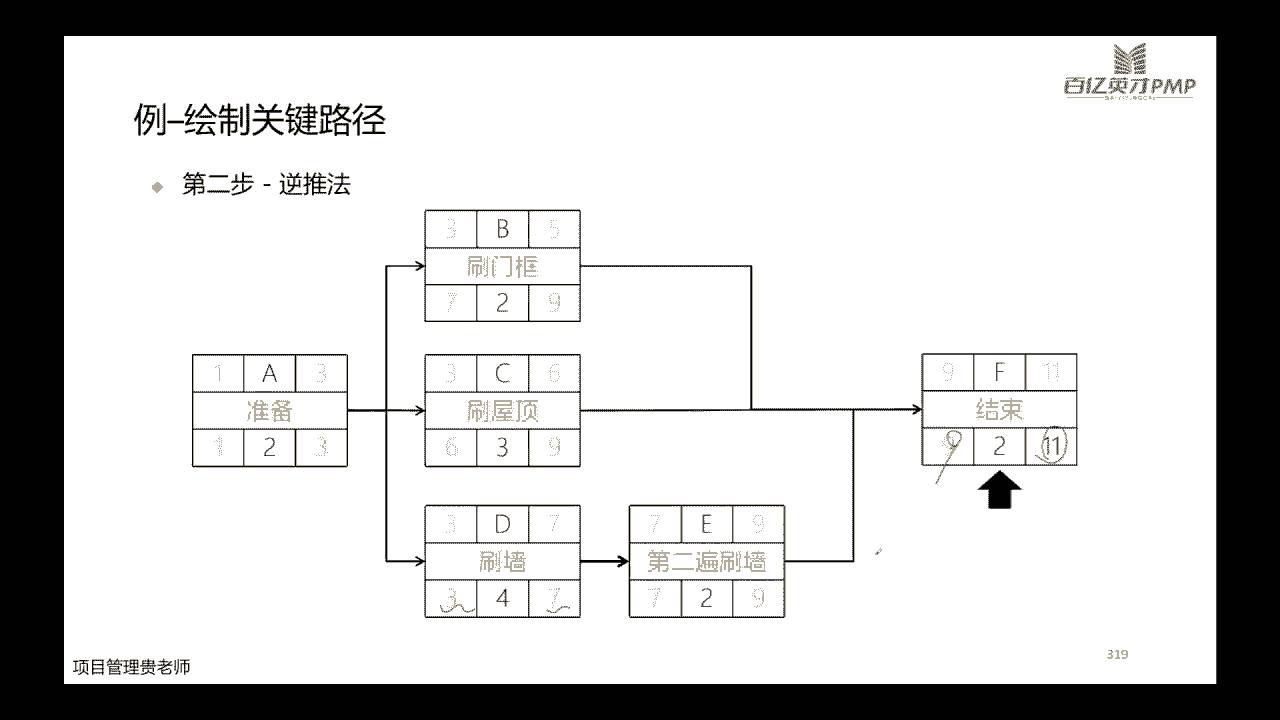 百亿英才PMP
例–绘制关键路径
第二步 - 逆推法
3 B 5
刷门框
7 2 9
1 A 3
准备
1 2 3
3 C 6
刷屋顶
6 3 9
9 F 11
结束
9 2 11
3 D 7
刷墙
3 4 7
7 E 9
第二遍刷墙
7 2 9
319
项目管理贵老师